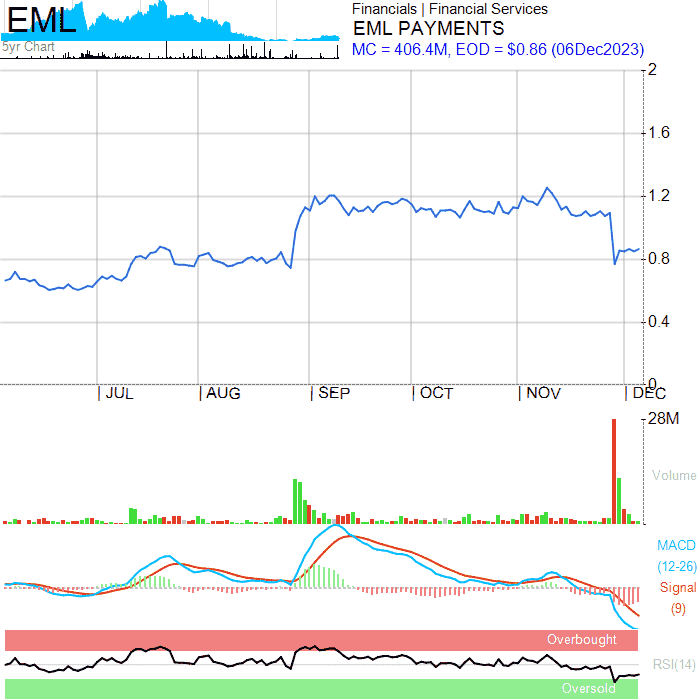 EML
5yr Chart
Financials | Financial Services
EML PAYMENTS
MC = 406.4M, EOD = $0.86 (06Dec2023)
2
1.6
1.2
0.8
0.4
0
| JUL | AUG | SEP | OCT | NOV | DEC
28M
Volume
MACD
(12-26)
Signal
(9)
Overbought
RSI(14)
Oversold